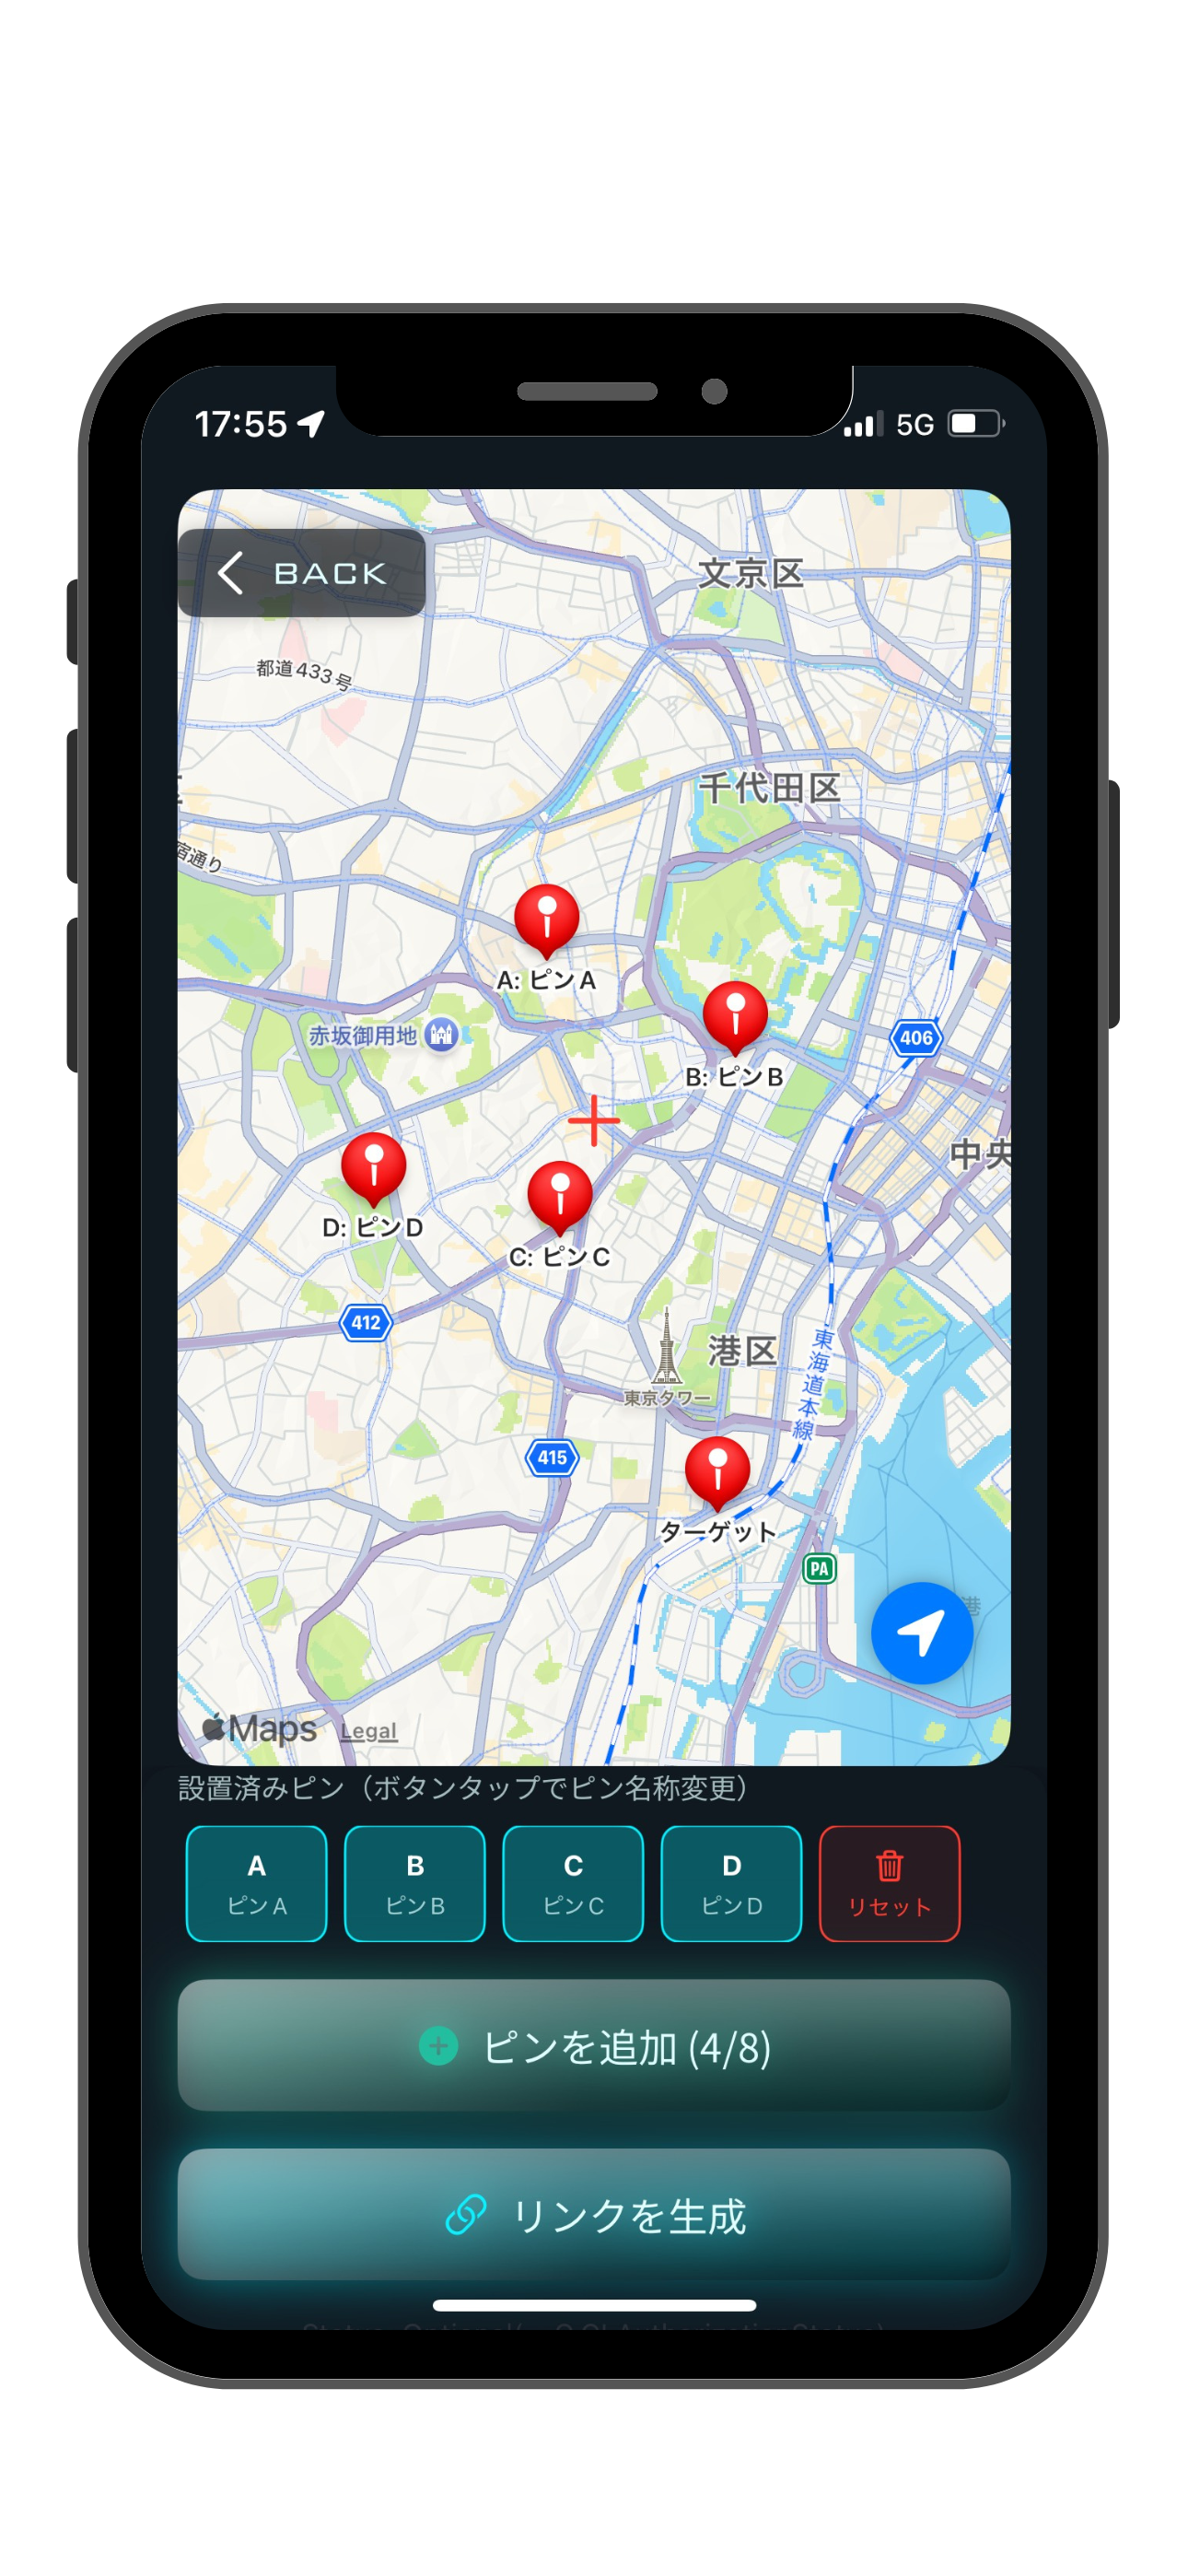 17:55
5G
BACK
文京区
都道433号
千代田区
宿通り
A: ピンA
赤坂御用地
406
B: ピンB
中央
D: ピンD
C: ピンC
412
港区
東海道本線
東京タワー
415
ターゲット
PA
港
Maps Legal
設置済みピン（ボタンタップでピン名称変更）
A
ピンA
B
ピンB
C
ピンC
D
ピンD
リセット
ピンを追加 (4/8)
リンクを生成